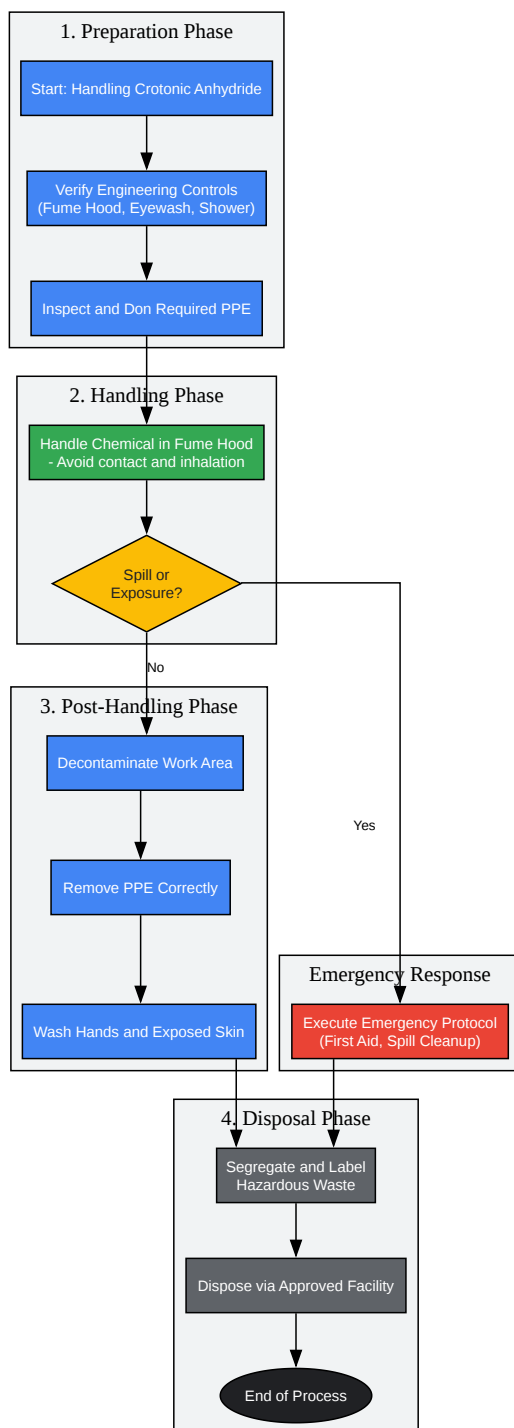 1. Preparation Phase
Start: Handling Crotonic Anhydride
Verify Engineering Controls
(Fume Hood, Eyewash, Shower)
Inspect and Don Required PPE
2. Handling Phase
Handle Chemical in Fume Hood
- Avoid contact and inhalation
Spill or
Exposure?
No
3. Post-Handling Phase
Decontaminate Work Area
Yes
Remove PPE Correctly
Emergency Response
Wash Hands and Exposed Skin
Execute Emergency Protocol
(First Aid, Spill Cleanup)
4. Disposal Phase
Segregate and Label
Hazardous Waste
Dispose via Approved Facility
End of Process